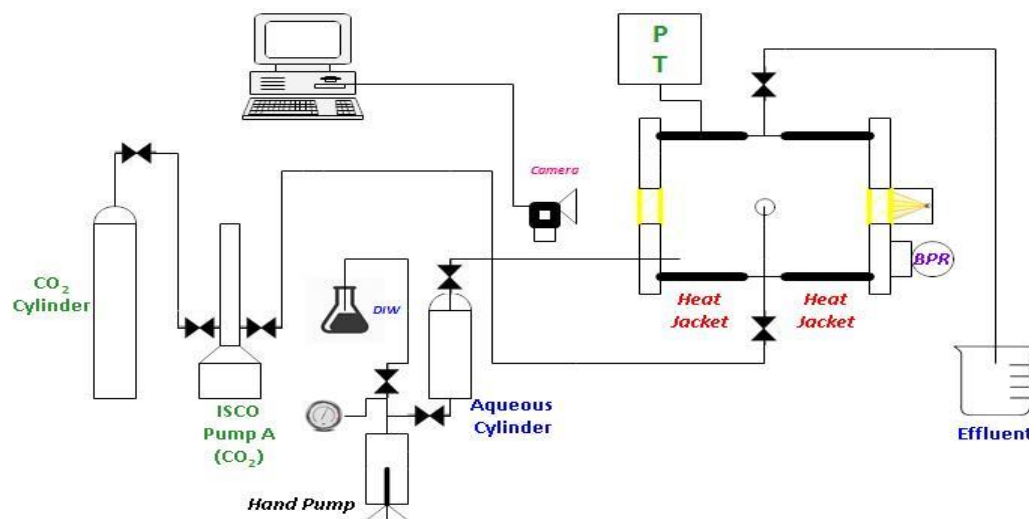 P
T
Camera
CO₂
Cylinder
BPR
Heat
Jacket
Heat
Jacket
DIW
ISCO
Pump A
(CO₂)
Aqueous
Cylinder
Effluent
Hand Pump